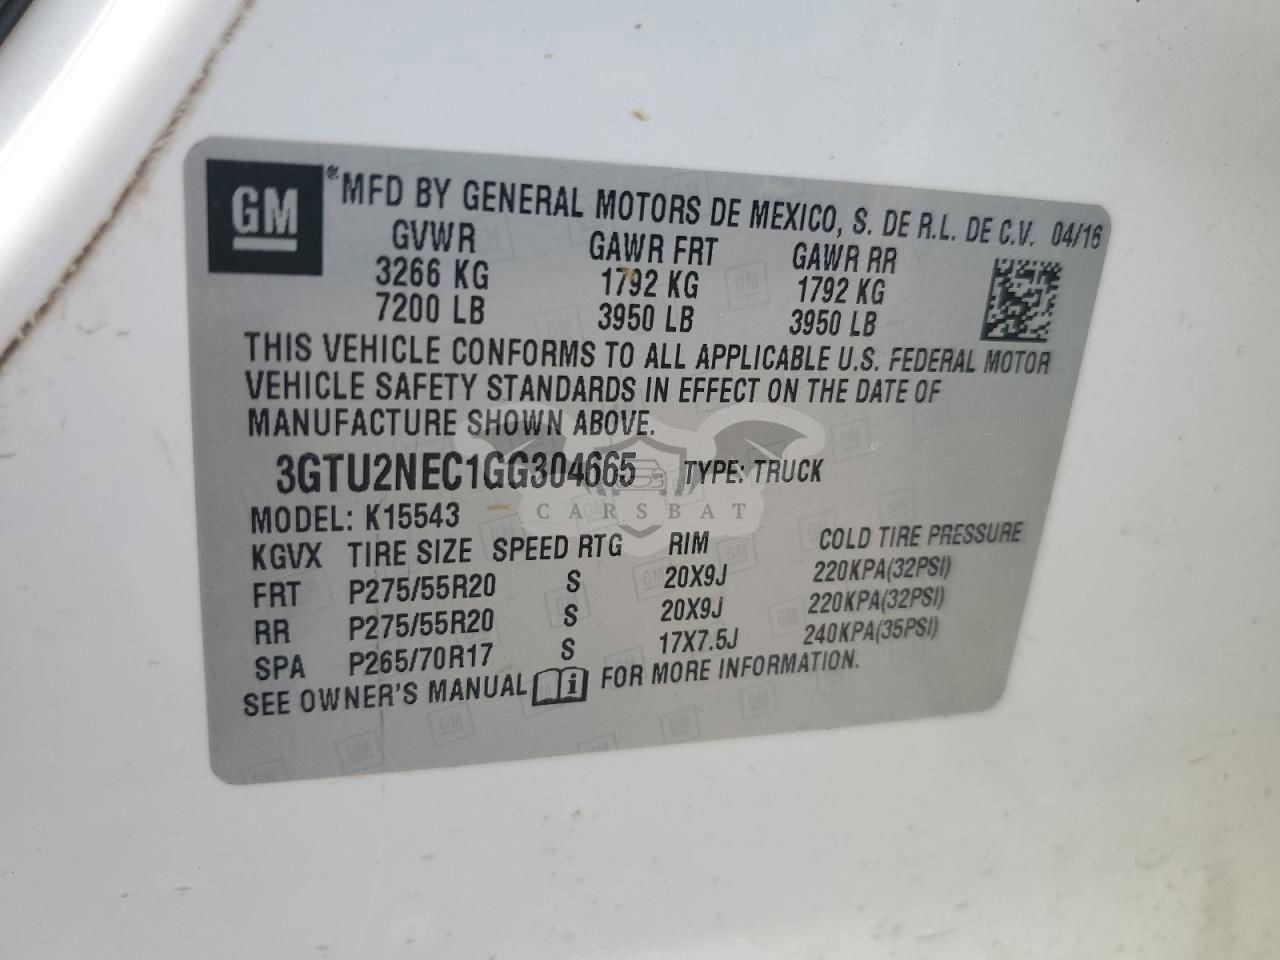 GM
®MFD BY GENERAL MOTORS DE MEXICO, S. DE R.L. DE C.V. 04/16
GVWR GAWR FRT GAWR RR
3266 KG 1792 KG 1792 KG
7200 LB 3950 LB 3950 LB
THIS VEHICLE CONFORMS TO ALL APPLICABLE U.S. FEDERAL MOTOR
VEHICLE SAFETY STANDARDS IN EFFECT ON THE DATE OF
MANUFACTURE SHOWN ABOVE.
3GTU2NEC1GG304665 TYPE: TRUCK
CARSBAT
MODEL: K15543
KGVX TIRE SIZE SPEED RTG RIM COLD TIRE PRESSURE
FRT P275/55R20 S 20X9J 220KPA(32PSI)
RR P275/55R20 S 20X9J 220KPA(32PSI)
SPA P265/70R17 S 17X7.5J 240KPA(35PSI)
SEE OWNER'S MANUAL i FOR MORE INFORMATION.